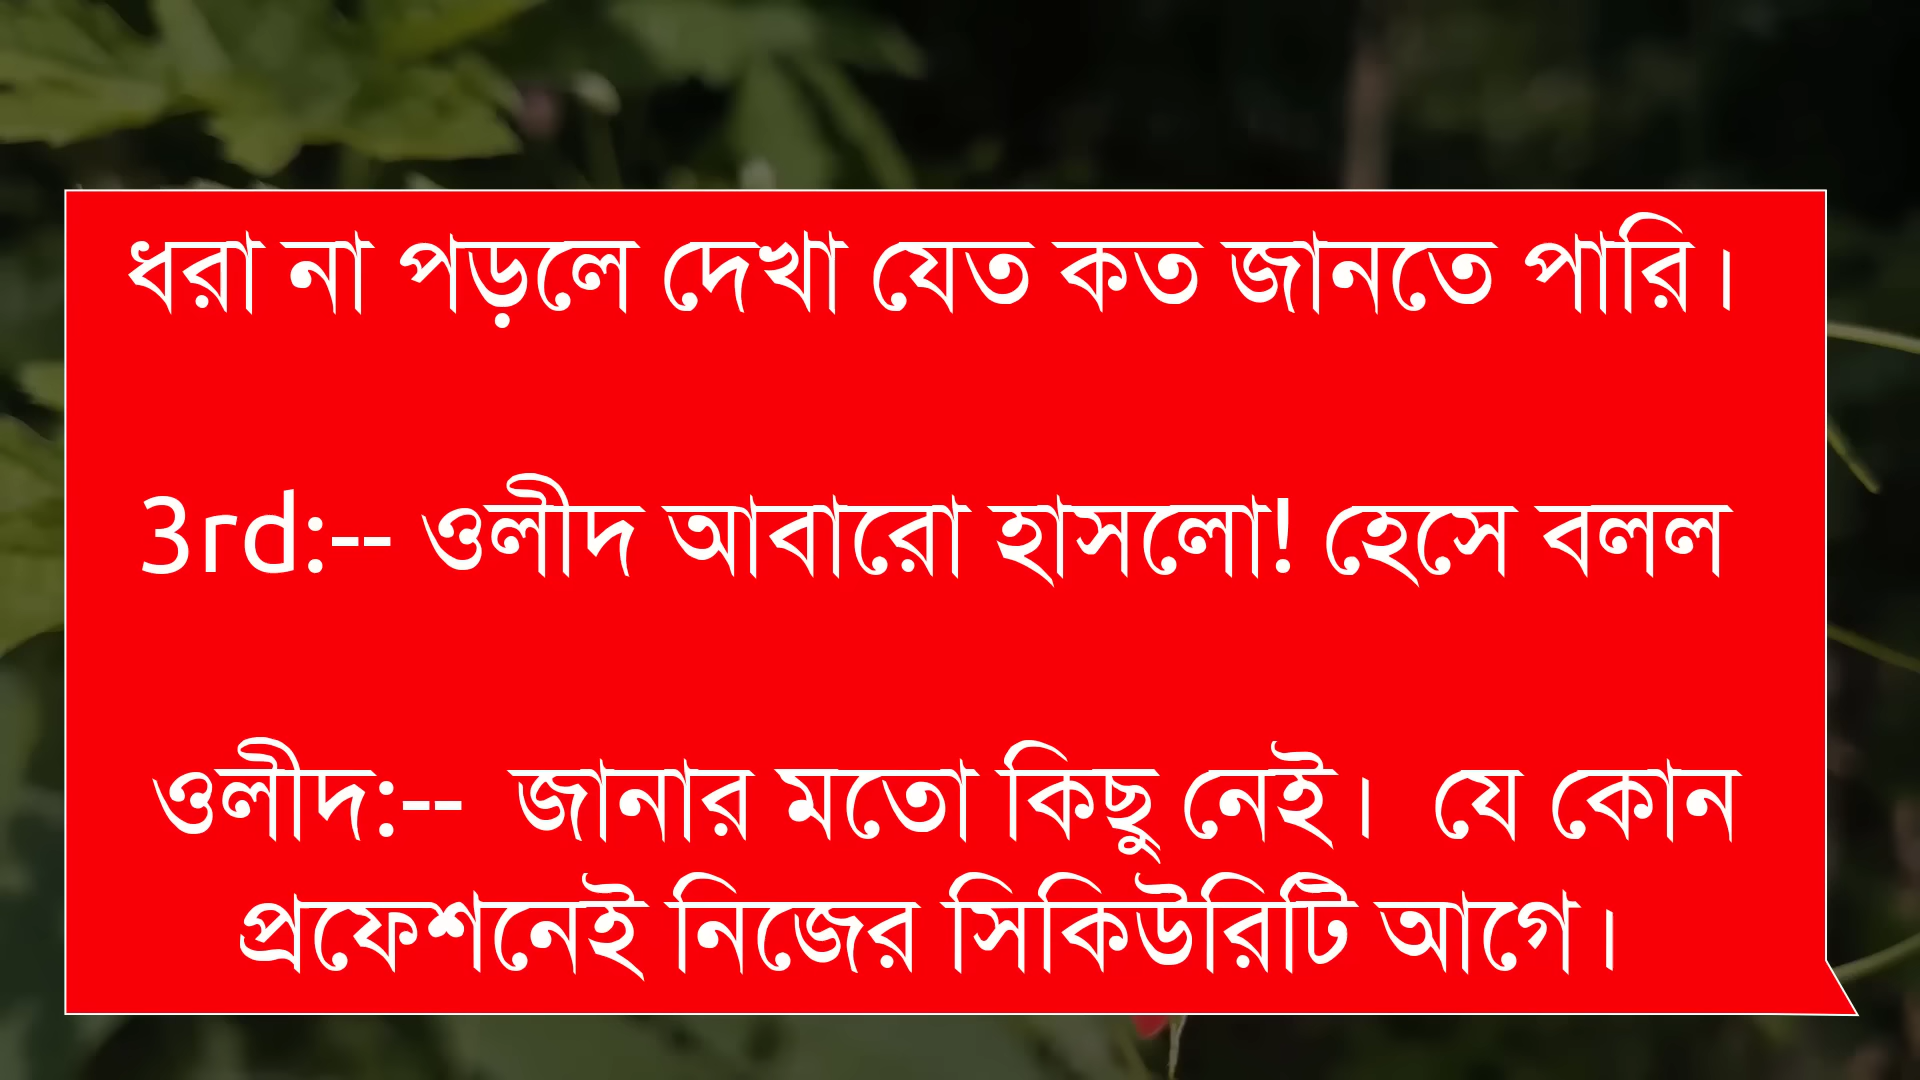 ধরা না পড়লে দেখা যেত কত জানতে পারি।
3rd:-- ওলীদ আবারো হাসলো! হেসে বলল
ওলীদ:-- জানার মতো কিছু নেই। যে কোন
প্রফেশনেই নিজের সিকিউরিটি আগে।